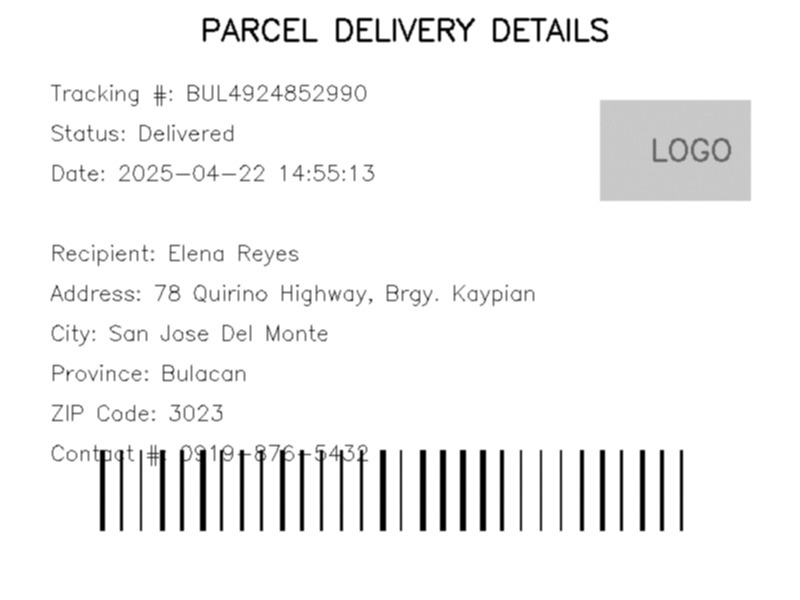 PARCEL DELIVERY DETAILS
Tracking #: BUL4924852990
Status: Delivered
Date: 2025-04-22 14:55:13
LOGO
Recipient: Elena Reyes
Address: 78 Quirino Highway, Brgy. Kaypian
City: San Jose Del Monte
Province: Bulacan
ZIP Code: 3023
Contact #: 0919-876-5432